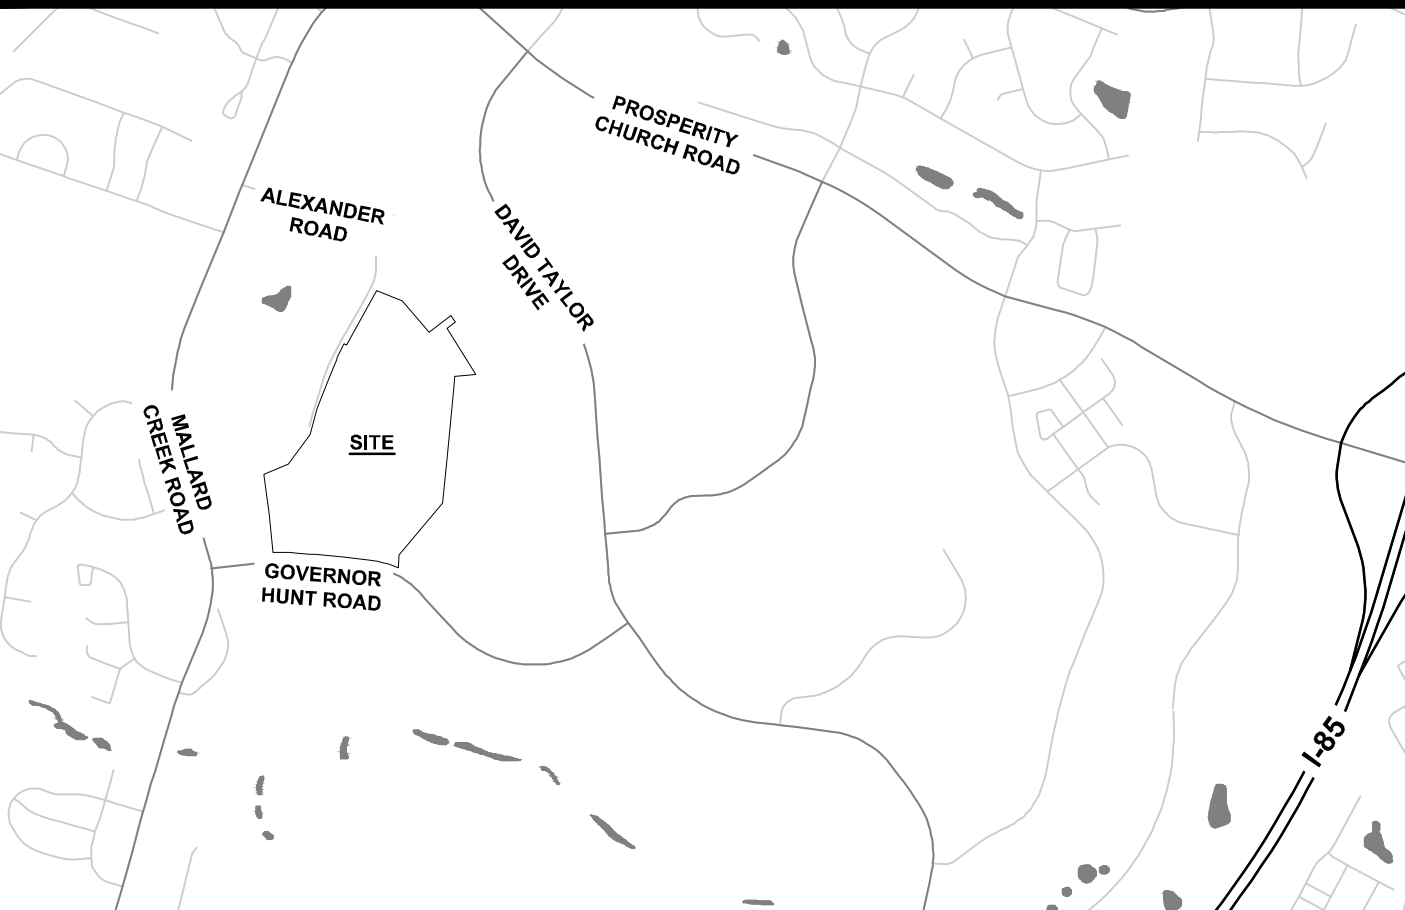 PROSPERITY
CHURCH ROAD
ALEXANDER
ROAD
DAVID TAYLOR
DRIVE
MALLARD
CREEK ROAD
SITE
GOVERNOR
HUNT ROAD
I-85